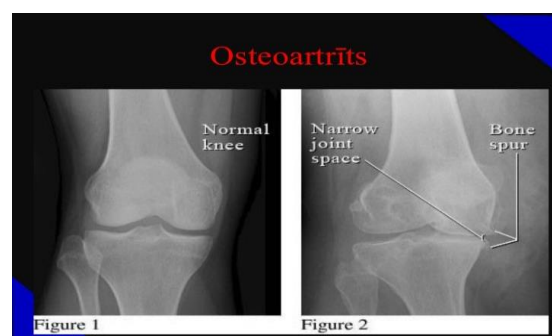 Osteoartrīts
Normal
knee
Narrow
joint
space
Bone
spur
Figure 1
Figure 2